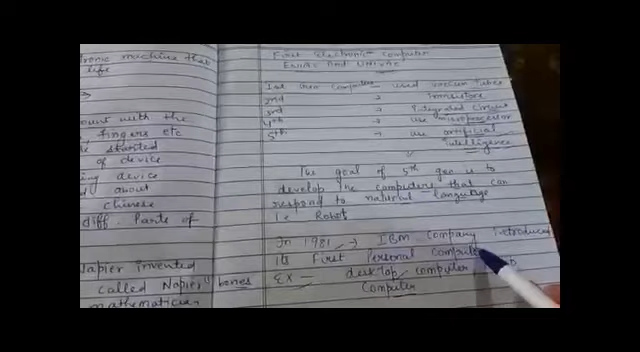 ronic machine that
life
ount with the
fingers etc
started
of device
ing device
d about
chinese
diff. Parts of
Napier invented
called Napier's bones
mathematician
First Electronic Computer
ENIAC AND UNIVAC
1st Gen Computer - used vacuum Tubes
2nd → Transistors
3rd → Integrated Circuit
4th → use microprocessor
5th → use artificial
Intelligence
The goal of 5th gen is to
develop the computers that can
respond to natural language
i.e Robot
In 1981 → IBM Company introduced
its First Personal Computer
EX - desktop computer
Computer